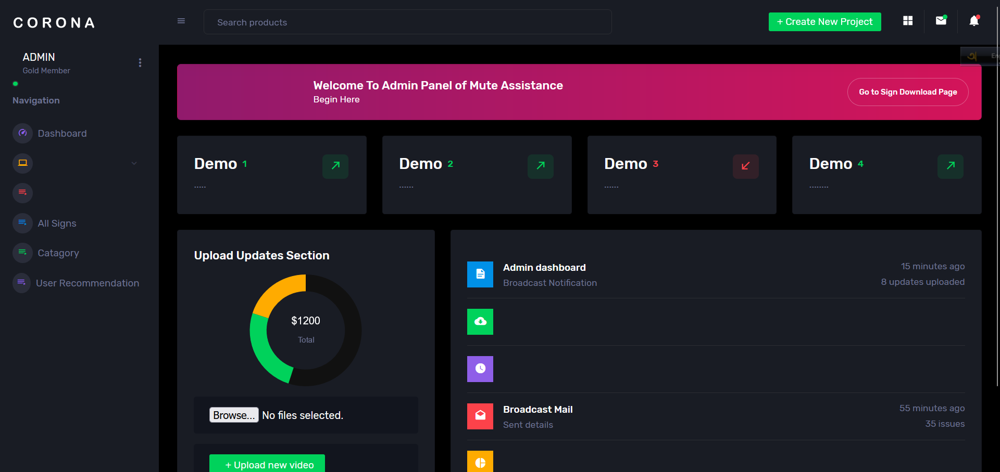 CORONA
Search products
+ Create New Project
ADMIN
Gold Member
Navigation
Dashboard
All Signs
Catagory
User Recommendation
Welcome To Admin Panel of Mute Assistance
Begin Here
Go to Sign Download Page
Demo 1
.....
Demo 2
......
Demo 3
......
Demo 4
........
Upload Updates Section
$1200
Total
Browse... No files selected.
+ Upload new video
Admin dashboard
Broadcast Notification
15 minutes ago
8 updates uploaded
Broadcast Mail
Sent details
55 minutes ago
35 issues